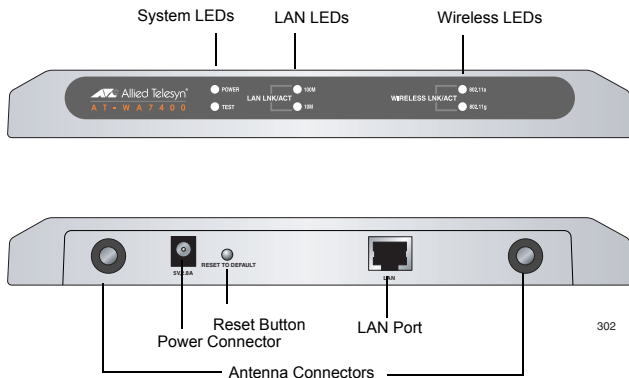 System LEDs LAN LEDs Wireless LEDs
Allied Telesyn®
AT-WA7400
POWER
TEST
LAN LNK/ACT
100M
10M
WIRELESS LNK/ACT
802.11a
802.11g
5V,2.8A
RESET TO DEFAULT
LAN
Reset Button
Power Connector
LAN Port
302
Antenna Connectors